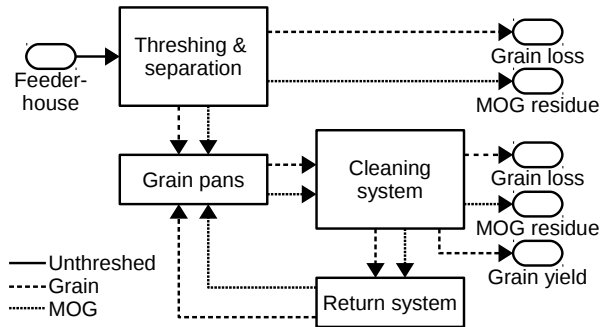 Threshing &
separation
Feeder-
house
Grain loss
MOG residue
Grain pans
Cleaning
system
Grain loss
MOG residue
Grain yield
Return system
Unthreshed
Grain
MOG